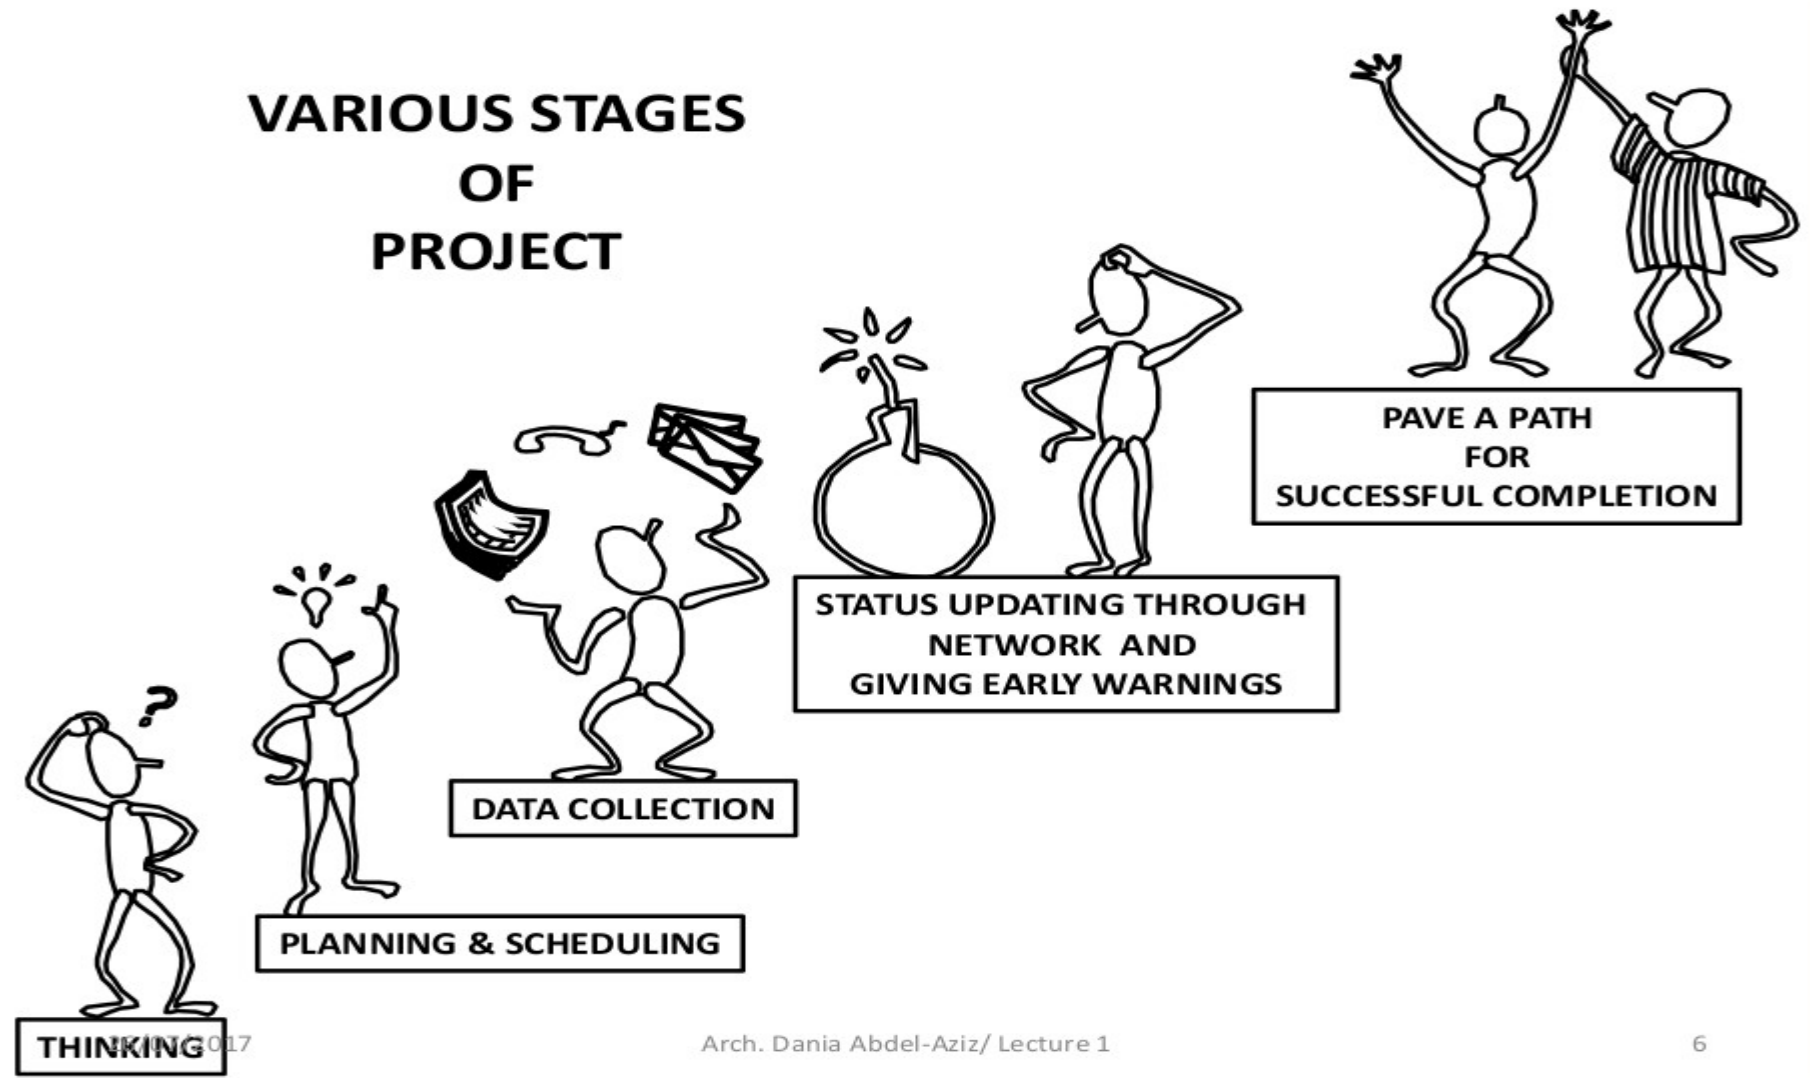 VARIOUS STAGES
OF
PROJECT
PAVE A PATH
FOR
SUCCESSFUL COMPLETION
STATUS UPDATING THROUGH
NETWORK AND
GIVING EARLY WARNINGS
DATA COLLECTION
PLANNING & SCHEDULING
THINKING
Arch. Dania Abdel-Aziz/ Lecture 1
6
?